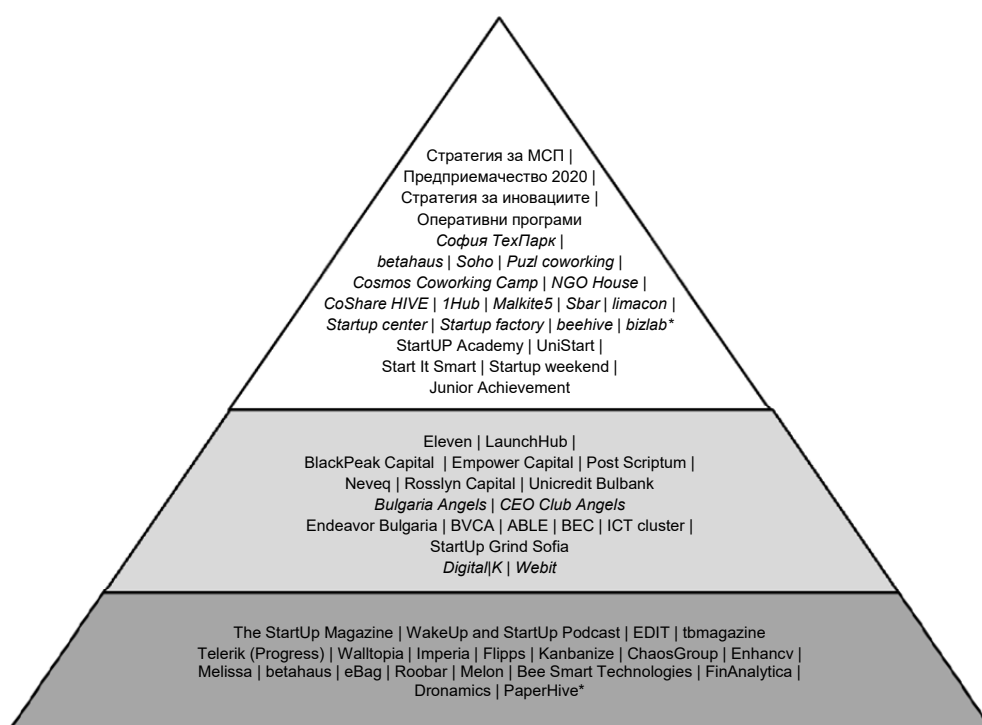 Стратегия за МСП |
Предприемачество 2020 |
Стратегия за иновациите |
Оперативни програми
София ТехПарк |
betahaus | Soho | Puzl coworking |
Cosmos Coworking Camp | NGO House |
CoShare HIVE | 1Hub | Malkite5 | Sbar | limacon |
Startup center | Startup factory | beehive | bizlab*
StartUP Academy | UniStart |
Start It Smart | Startup weekend |
Junior Achievement
Eleven | LaunchHub |
BlackPeak Capital | Empower Capital | Post Scriptum |
Neveq | Rosslyn Capital | Unicredit Bulbank
Bulgaria Angels | CEO Club Angels
Endeavor Bulgaria | BVCA | ABLE | BEC | ICT cluster |
StartUp Grind Sofia
Digital|K | Webit
The StartUp Magazine | WakeUp and StartUp Podcast | EDIT | tbmagazine
Telerik (Progress) | Walltopia | Imperia | Flipps | Kanbanize | ChaosGroup | Enhancv |
Melissa | betahaus | eBag | Roobar | Melon | Bee Smart Technologies | FinAnalytica |
Dronamics | PaperHive*